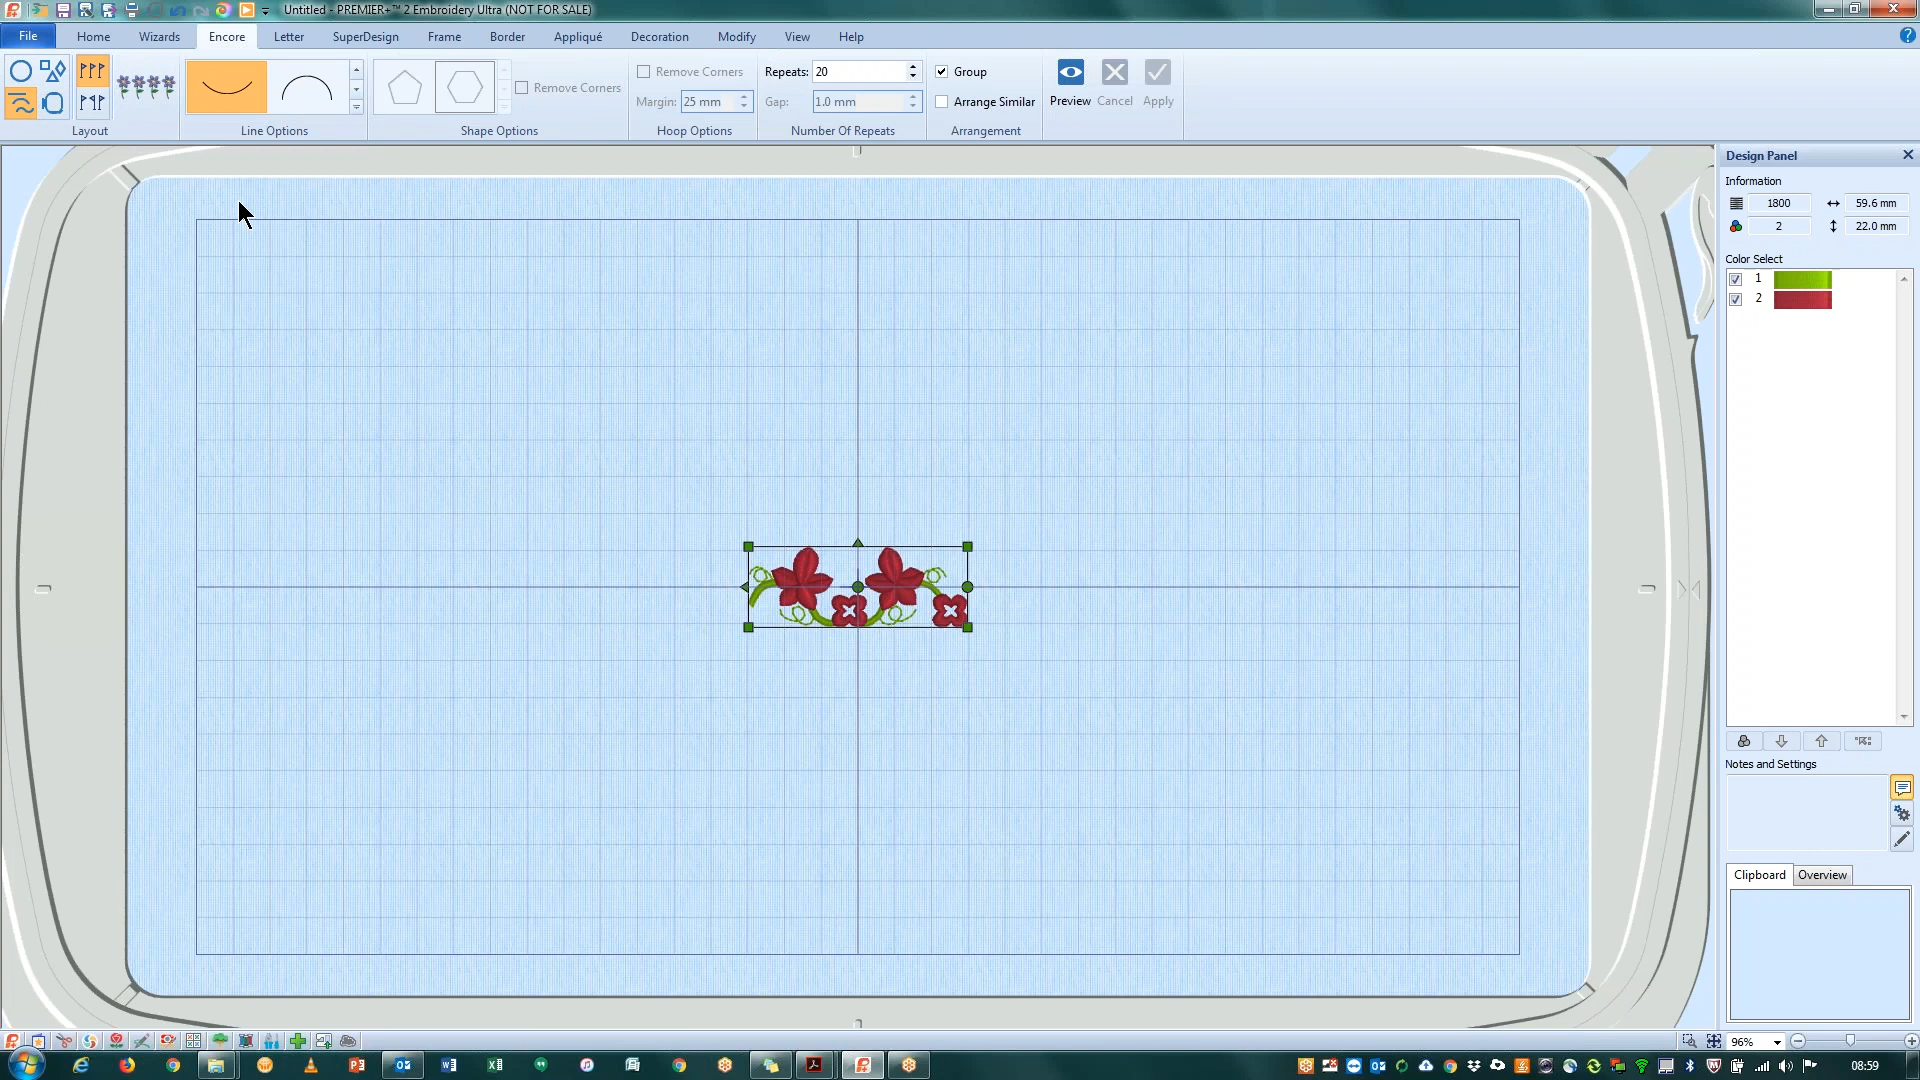 Untitled - PREMIER+™ 2 Embroidery Ultra (NOT FOR SALE)
File Home Wizards Encore Letter SuperDesign Frame Border Appliqué Decoration Modify View Help
Remove Corners
Remove Corners
Margin: 25 mm
Repeats: 20
Gap: 1.0 mm
Group
Arrange Similar
Preview Cancel Apply
Layout Line Options Shape Options Hoop Options Number Of Repeats Arrangement
Design Panel
Information
1800 59.6 mm
2 22.0 mm
Color Select
1
2
Notes and Settings
Clipboard Overview
96%
08:59